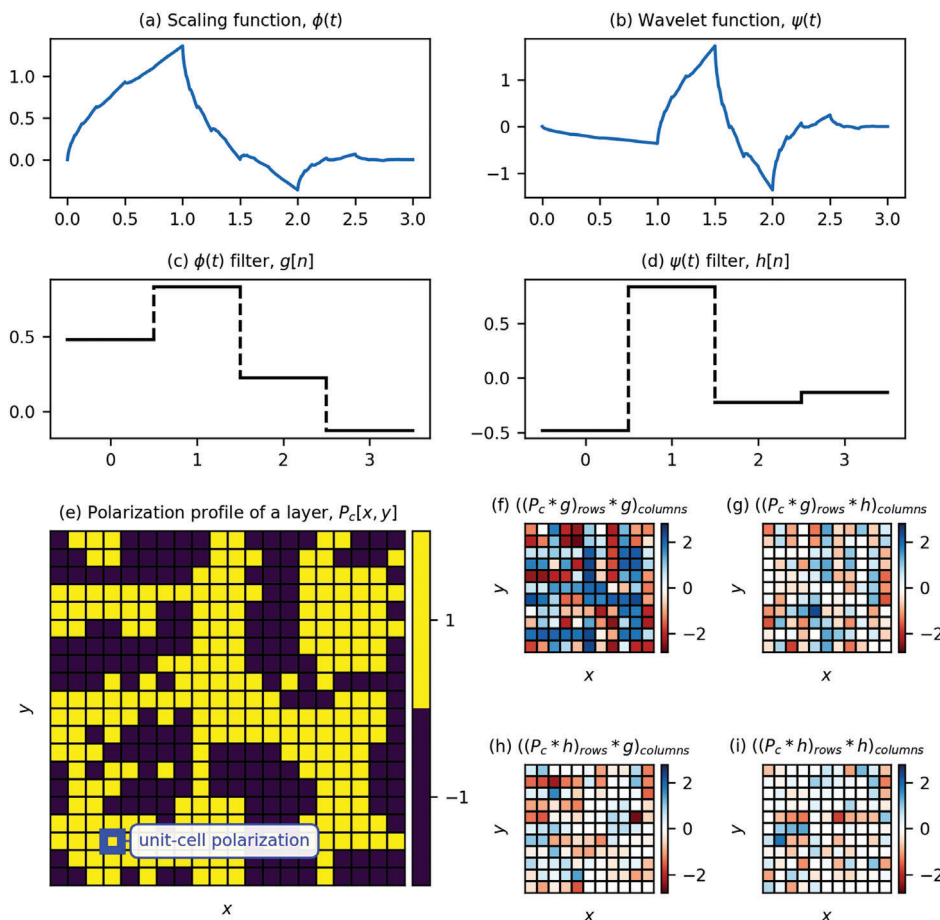 (a) Scaling function, ϕ(t)
1.0
0.5
0.0
0.0 0.5 1.0 1.5 2.0 2.5 3.0
(b) Wavelet function, ψ(t)
1
0
−1
0.0 0.5 1.0 1.5 2.0 2.5 3.0
(c) ϕ(t) filter, g[n]
0.5
0.0
0 1 2 3
(d) ψ(t) filter, h[n]
0.5
0.0
−0.5
0 1 2 3
(e) Polarization profile of a layer, P_c[x, y]
y
unit-cell polarization
x
1
−1
(f) ((P_c * g)_rows * g)_columns
y
x
2
0
−2
(g) ((P_c * g)_rows * h)_columns
y
x
2
0
−2
(h) ((P_c * h)_rows * g)_columns
y
x
2
0
−2
(i) ((P_c * h)_rows * h)_columns
y
x
2
0
−2